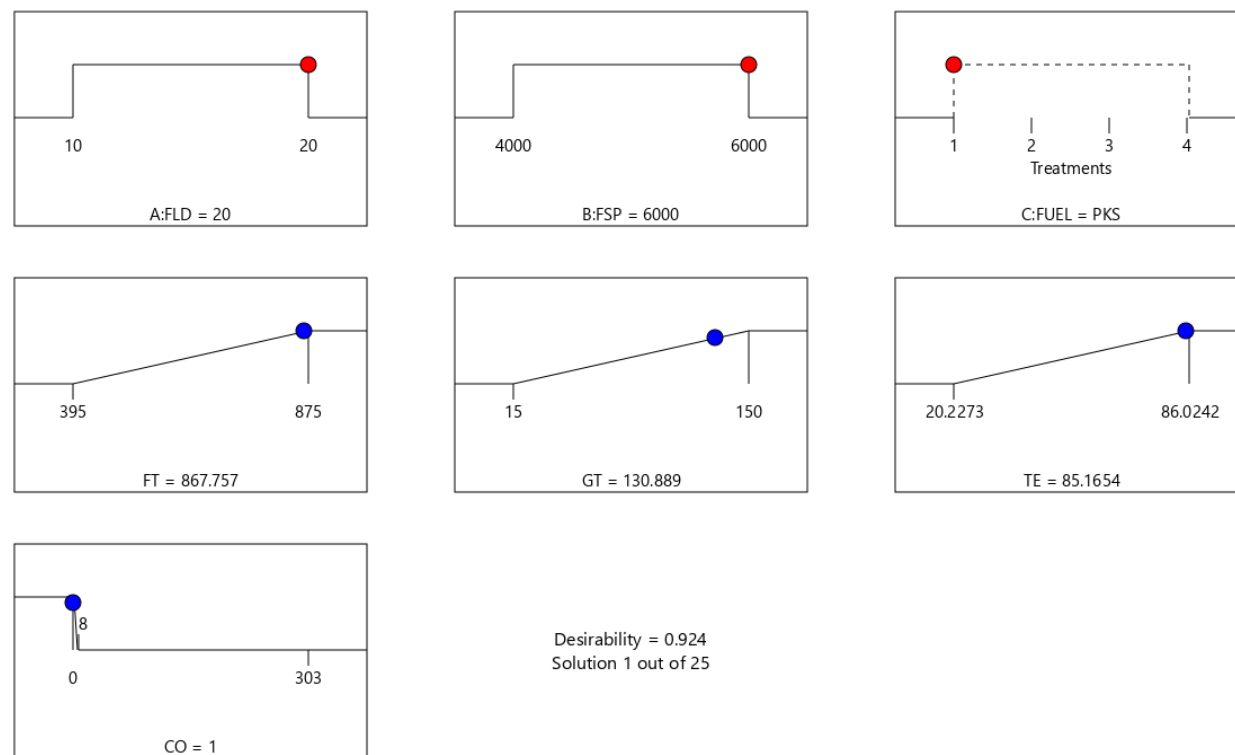 10 20
A:FLD = 20
4000 6000
B:FSP = 6000
1 2 3 4
Treatments
C:FUEL = PKS
395 875
FT = 867.757
15 150
GT = 130.889
20.2273 86.0242
TE = 85.1654
8
0 303
CO = 1
Desirability = 0.924
Solution 1 out of 25